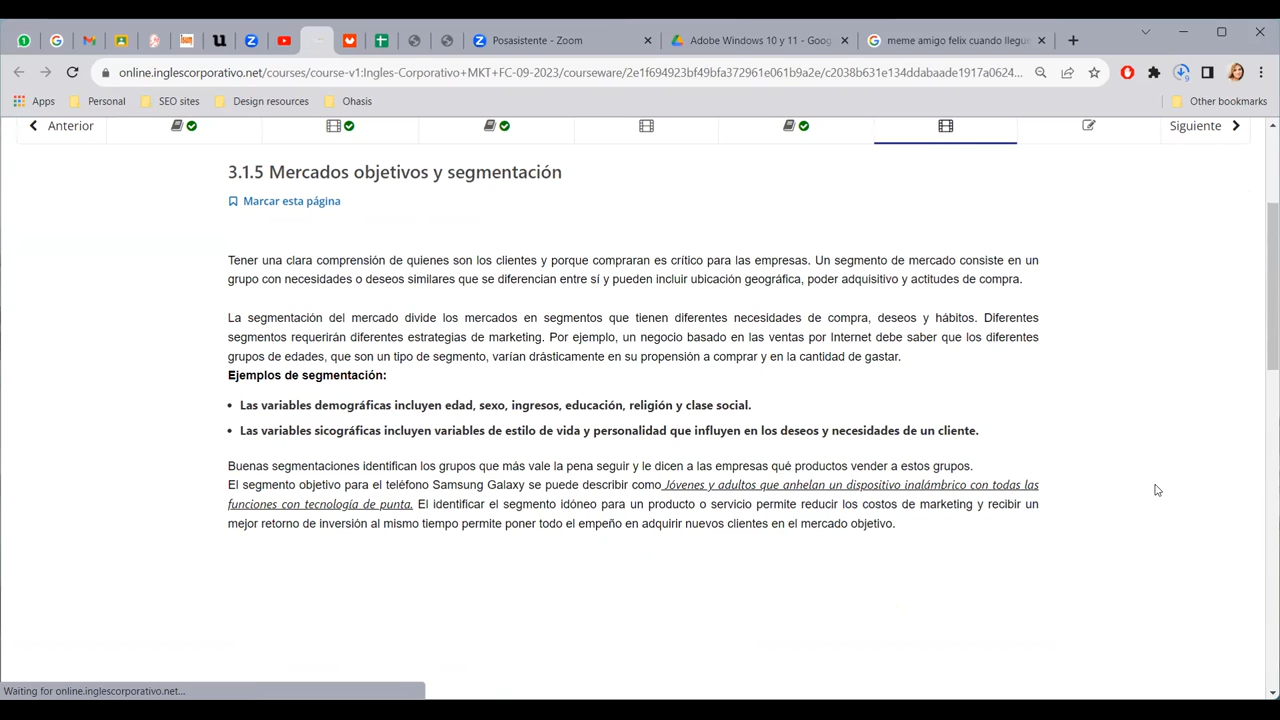 Posasistente - Zoom
Adobe Windows 10 y 11 - Goog
meme amigo felix cuando llegue
online.inglescorporativo.net/courses/course-v1:Ingles-Corporativo+MKT+FC-09-2023/courseware/2e1f694923bf49bfa372961e061b9a2e/c2038b631e134ddabaade1917a0624...
Apps Personal SEO sites Design resources Ohasis Other bookmarks
Anterior Siguiente
3.1.5 Mercados objetivos y segmentación
Marcar esta página
Tener una clara comprensión de quienes son los clientes y porque compraran es crítico para las empresas. Un segmento de mercado consiste en un
grupo con necesidades o deseos similares que se diferencian entre sí y pueden incluir ubicación geográfica, poder adquisitivo y actitudes de compra.
La segmentación del mercado divide los mercados en segmentos que tienen diferentes necesidades de compra, deseos y hábitos. Diferentes
segmentos requerirán diferentes estrategias de marketing. Por ejemplo, un negocio basado en las ventas por Internet debe saber que los diferentes
grupos de edades, que son un tipo de segmento, varían drásticamente en su propensión a comprar y en la cantidad de gastar.
Ejemplos de segmentación:
• Las variables demográficas incluyen edad, sexo, ingresos, educación, religión y clase social.
• Las variables sicográficas incluyen variables de estilo de vida y personalidad que influyen en los deseos y necesidades de un cliente.
Buenas segmentaciones identifican los grupos que más vale la pena seguir y le dicen a las empresas qué productos vender a estos grupos.
El segmento objetivo para el teléfono Samsung Galaxy se puede describir como Jóvenes y adultos que anhelan un dispositivo inalámbrico con todas las
funciones con tecnología de punta. El identificar el segmento idóneo para un producto o servicio permite reducir los costos de marketing y recibir un
mejor retorno de inversión al mismo tiempo permite poner todo el empeño en adquirir nuevos clientes en el mercado objetivo.
Waiting for online.inglescorporativo.net...